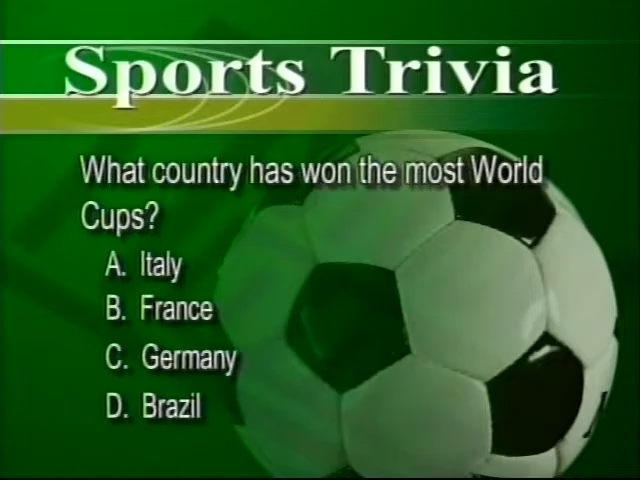 Sports Trivia
What country has won the most World
Cups?
A. Italy
B. France
C. Germany
D. Brazil